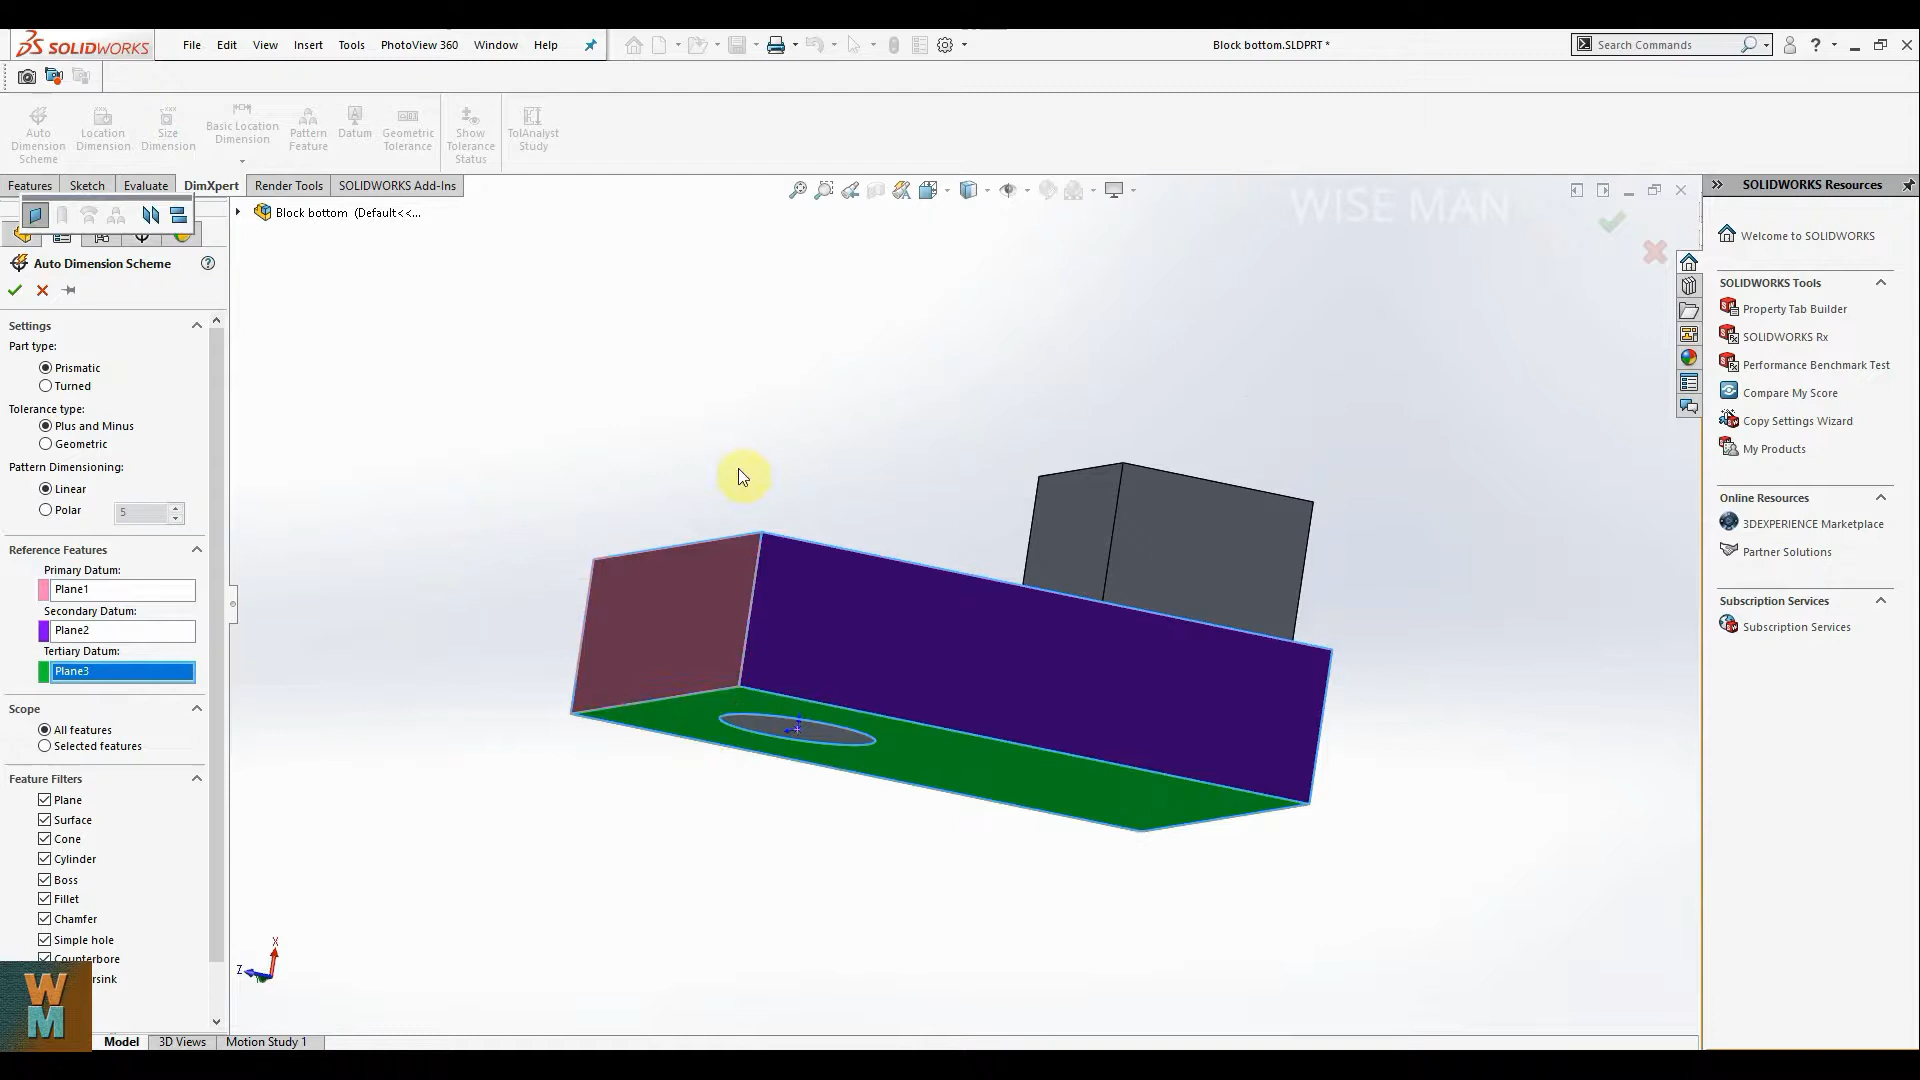 SOLIDWORKS
File Edit View Insert Tools PhotoView 360 Window Help
Block bottom.SLDPRT *
Search Commands
Auto Dimension Scheme
Location Dimension
Size Dimension
Basic Location Dimension
Pattern Feature
Datum
Geometric Tolerance
Show Tolerance Status
TolAnalyst Study
Features Sketch Evaluate DimXpert Render Tools SOLIDWORKS Add-Ins
Block bottom (Default<<...
WISE MAN
Auto Dimension Scheme
Settings
Part type:
Prismatic
Turned
Tolerance type:
Plus and Minus
Geometric
Pattern Dimensioning:
Linear
Polar 5
Reference Features
Primary Datum:
Plane1
Secondary Datum:
Plane2
Tertiary Datum:
Plane3
Scope
All features
Selected features
Feature Filters
Plane
Surface
Cone
Cylinder
Boss
Fillet
Chamfer
Simple hole
Counterbore
rsink
X
Z
W
M
Model 3D Views Motion Study 1
SOLIDWORKS Resources
Welcome to SOLIDWORKS
SOLIDWORKS Tools
Property Tab Builder
SOLIDWORKS Rx
Performance Benchmark Test
Compare My Score
Copy Settings Wizard
My Products
Online Resources
3DEXPERIENCE Marketplace
Partner Solutions
Subscription Services
Subscription Services